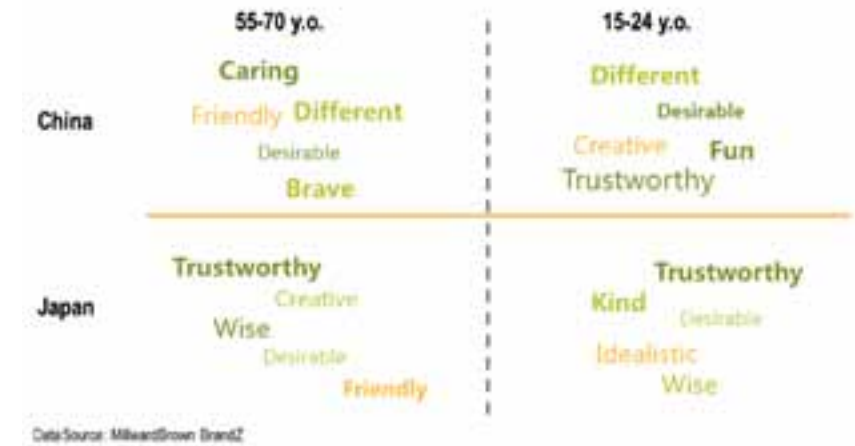 55-70 y.o. 15-24 y.o.
China
Caring
Friendly Different
Desirable
Brave
Different
Desirable
Creative Fun
Trustworthy
Japan
Trustworthy
Creative
Wise
Desirable
Friendly
Trustworthy
Kind
Desirable
Idealistic
Wise
Data Source: MillwardBrown BrandZ